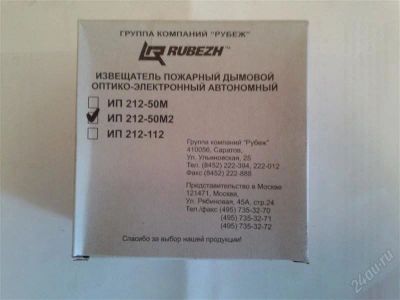 ГРУППА КОМПАНИЙ "РУБЕЖ"
RUBEZH™
ИЗВЕЩАТЕЛЬ ПОЖАРНЫЙ ДЫМОВОЙ
ОПТИКО-ЭЛЕКТРОННЫЙ АВТОНОМНЫЙ
ИП 212-50М
ИП 212-50М2
ИП 212-112
Группа компаний "Рубеж"
410056, Саратов,
Ул. Ульяновская, 25
Тел. (8452) 222-394, 222-012
Факс (8452) 222-888
Представительство в Москве
121471, Москва,
Ул. Рябиновая, 45А, стр.24
Тел./факс (495) 735-32-70
(495) 735-32-71
(495) 735-32-72
Спасибо за выбор нашей продукции!
24au.ru